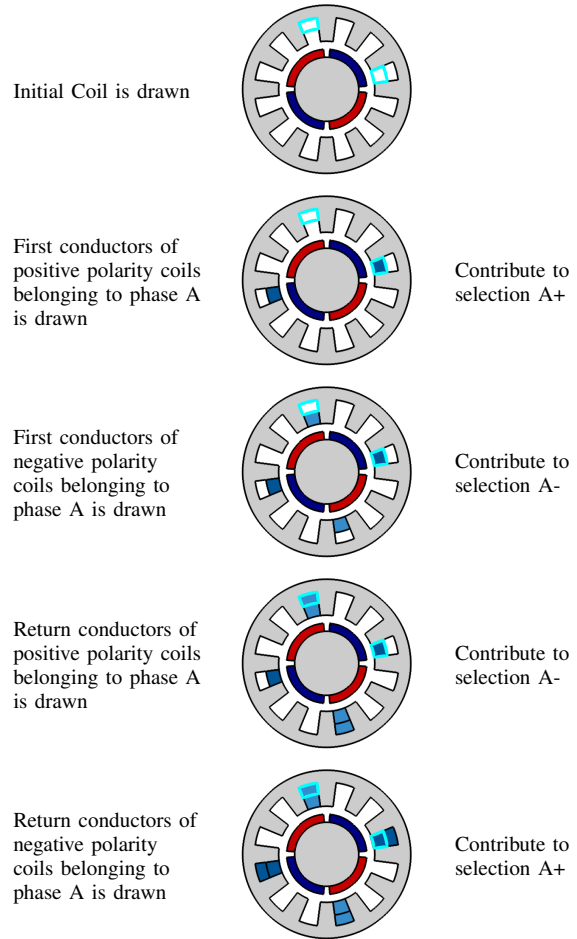 Initial Coil is drawn
First conductors of
positive polarity coils
belonging to phase A
is drawn
Contribute to
selection A+
First conductors of
negative polarity
coils belonging to
phase A is drawn
Contribute to
selection A-
Return conductors of
positive polarity coils
belonging to phase A
is drawn
Contribute to
selection A-
Return conductors of
negative polarity
coils belonging to
phase A is drawn
Contribute to
selection A+